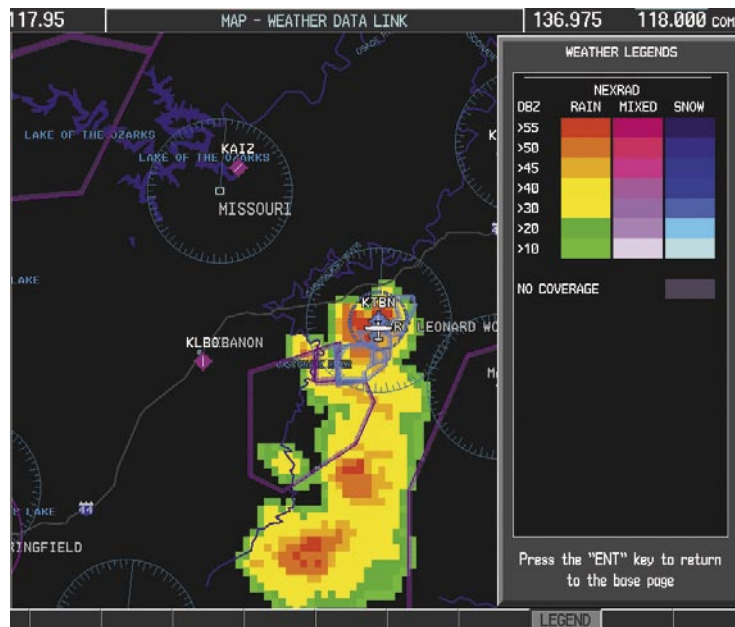 117.95
MAP - WEATHER DATA LINK
136.975 118.000 COM
WEATHER LEGENDS
NEXRAD
DBZ RAIN MIXED SNOW
>55
>50
>45
>40
>30
>20
>10
NO COVERAGE
Press the "ENT" key to return
to the base page
LEGEND
LAKE OF THE OZARKS
LAKE OF THE OZARKS
KAIZ
MISSOURI
LAKE
KTBN
LEONARD WO
KLBO
BANON
LAKE
44
RINGFIELD